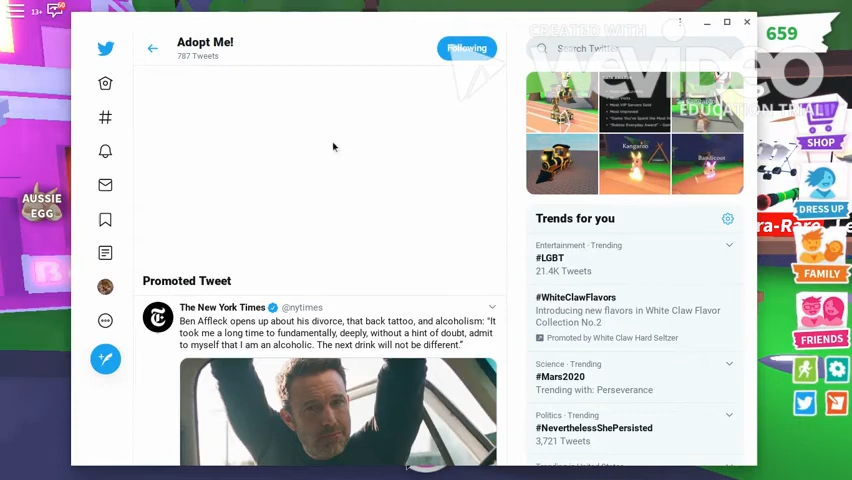 60
13+
Adopt Me!
787 Tweets
Following
Search Twitter
CREATED WITH
wevideo
EDUCATION TRIAL
659
SHOP
DRESS UP
FAMILY
FRIENDS
AUSSIE
EGG
Kangaroo
Bandicoot
Trends for you
Entertainment · Trending
#LGBT
21.4K Tweets
#WhiteClawFlavors
Introducing new flavors in White Claw Flavor
Collection No.2
Promoted by White Claw Hard Seltzer
Science · Trending
#Mars2020
Trending with: Perseverance
Politics · Trending
#NeverthelessShePersisted
3,721 Tweets
Promoted Tweet
The New York Times @nytimes
Ben Affleck opens up about his divorce, that back tattoo, and alcoholism: "It
took me a long time to fundamentally, deeply, without a hint of doubt, admit
to myself that I am an alcoholic. The next drink will not be different."